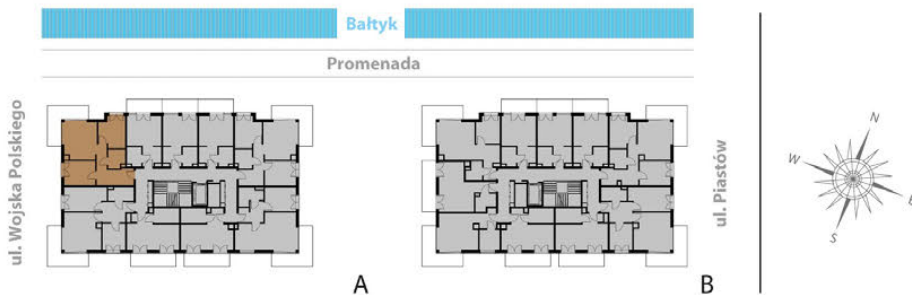 Bałtyk
Promenada
ul. Wojska Polskiego
ul. Piastów
A
B
N
W
E
S